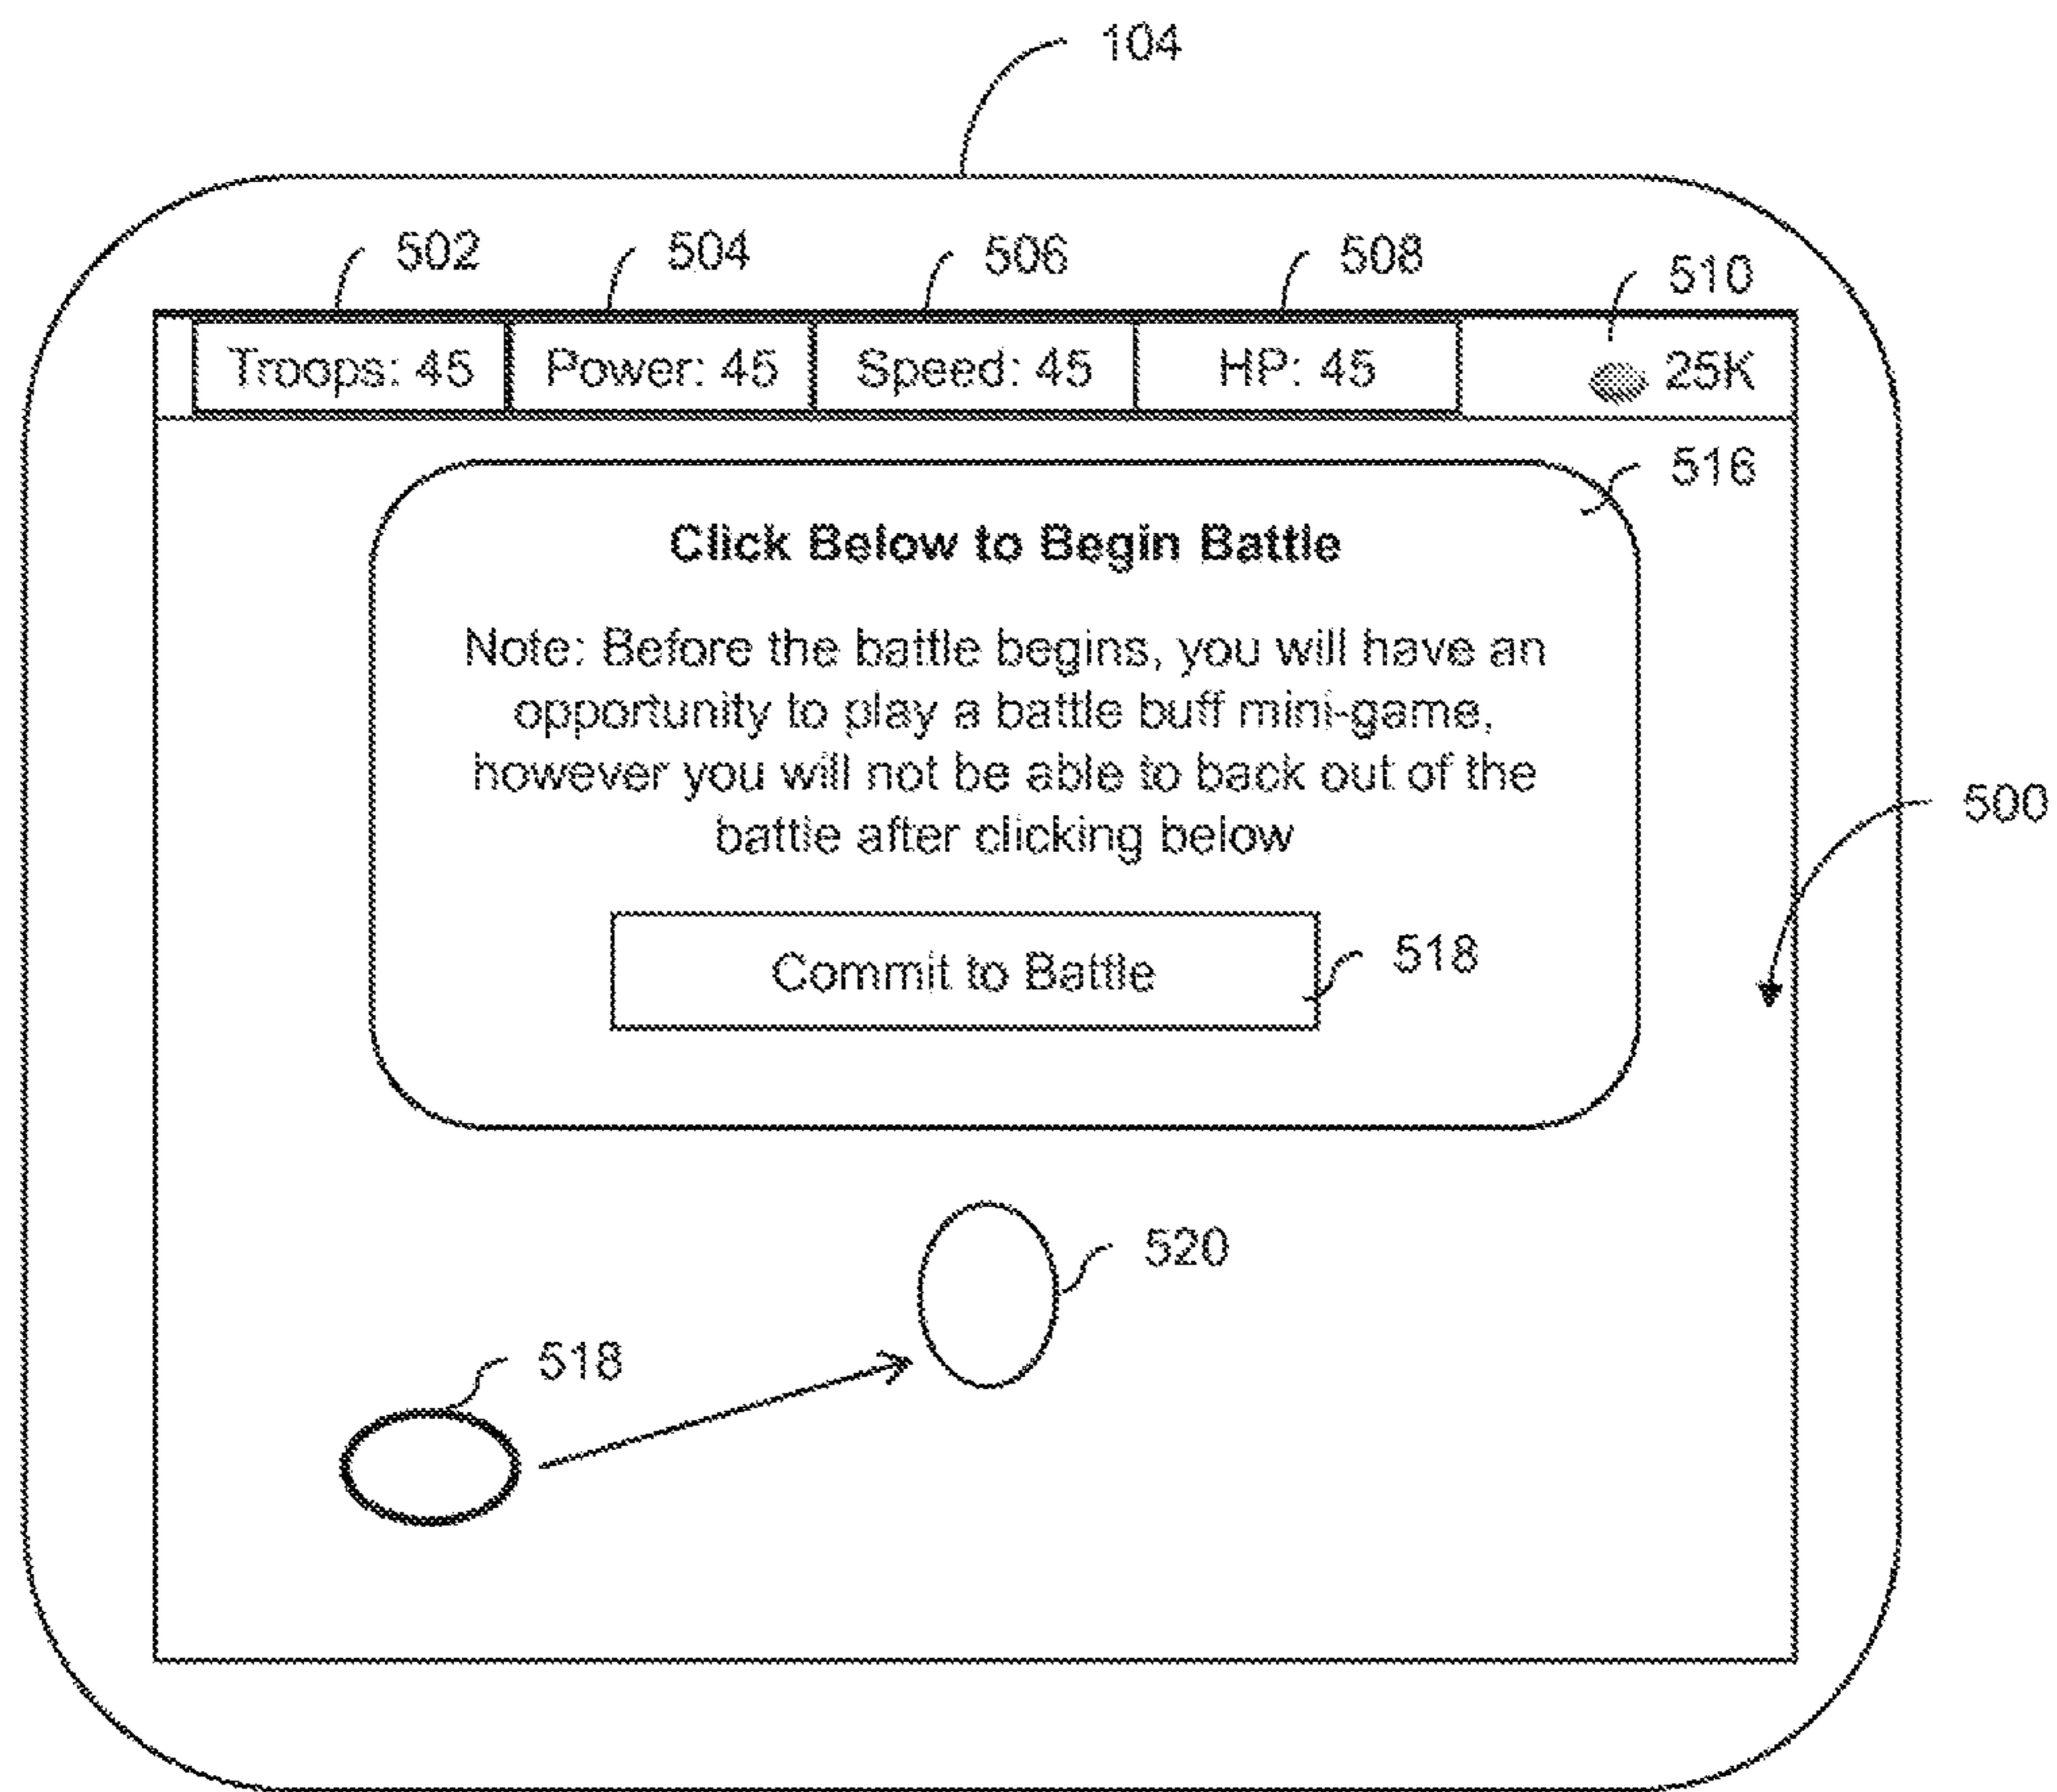 104
502 504 506 508 510
Troops: 45 Power: 45 Speed: 45 HP: 45 25K
516
Click Below to Begin Battle
Note: Before the battle begins, you will have an
opportunity to play a battle buff mini-game,
however you will not be able to back out of the
battle after clicking below
500
Commit to Battle 518
520
518